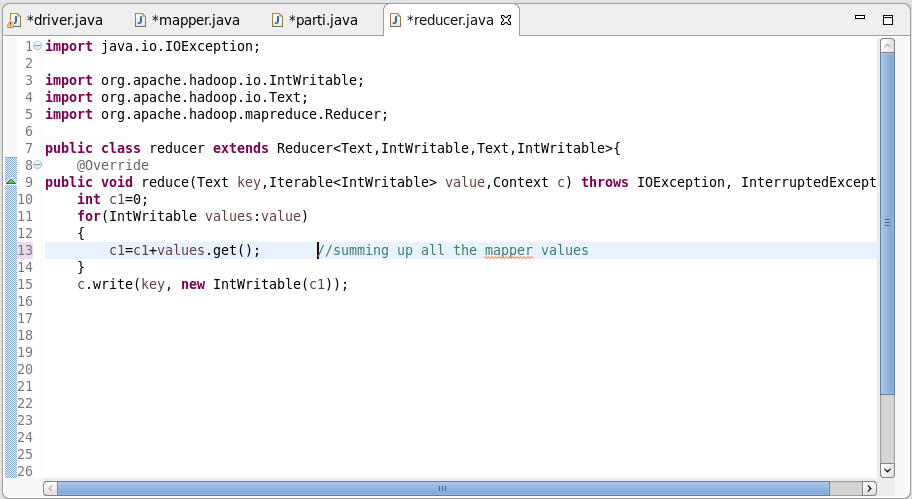 *driver.java *mapper.java *parti.java *reducer.java
1 import java.io.IOException;
2
3 import org.apache.hadoop.io.IntWritable;
4 import org.apache.hadoop.io.Text;
5 import org.apache.hadoop.mapreduce.Reducer;
6
7 public class reducer extends Reducer<Text,IntWritable,Text,IntWritable>{
8     @Override
9 public void reduce(Text key,Iterable<IntWritable> value,Context c) throws IOException, InterruptedExcept
10     int c1=0;
11     for(IntWritable values:value)
12     {
13         c1=c1+values.get();       //summing up all the mapper values
14     }
15     c.write(key, new IntWritable(c1));
16
17
18
19
20
21
22
23
24
25
26